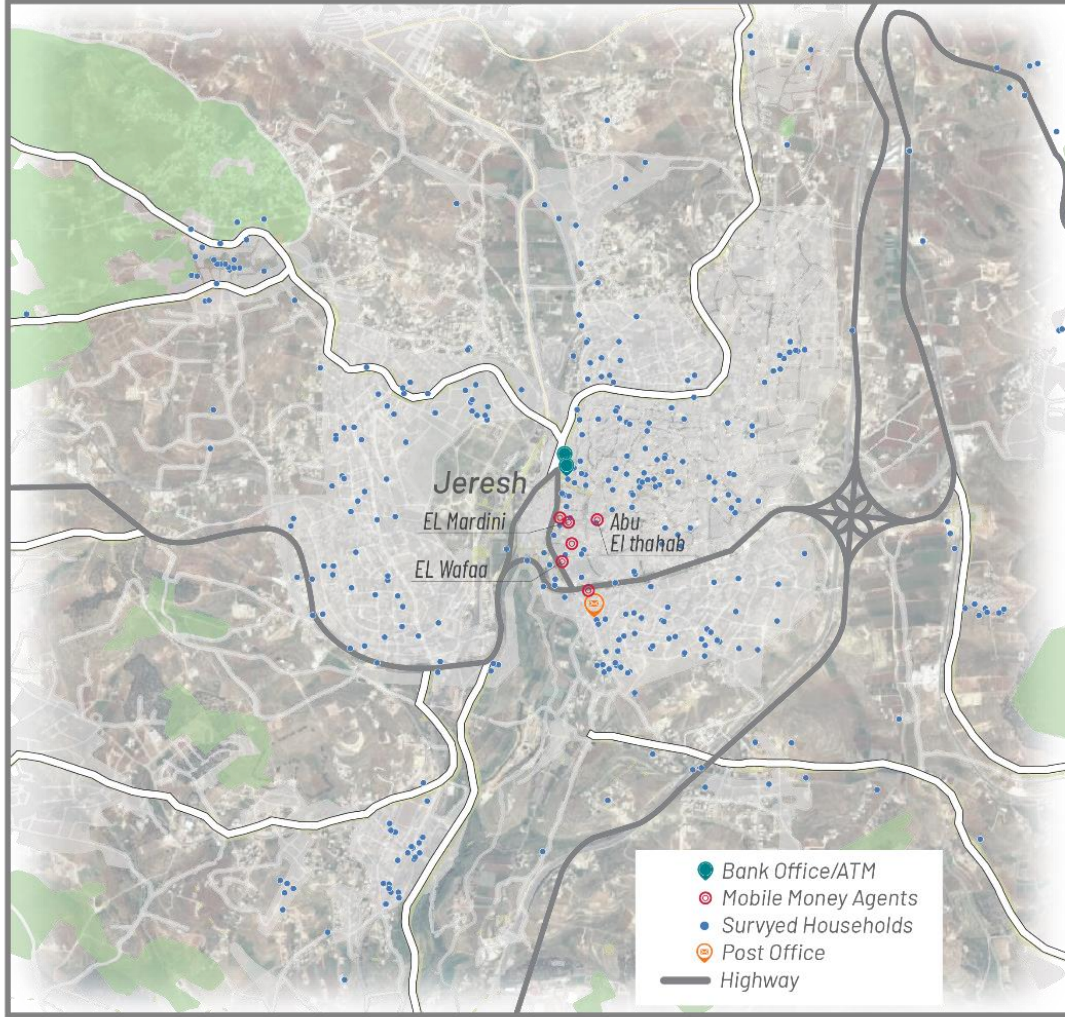 Jeresh
EL Mardini
Abu
El thahab
EL Wafaa
Bank Office/ATM
Mobile Money Agents
Survyed Households
Post Office
Highway